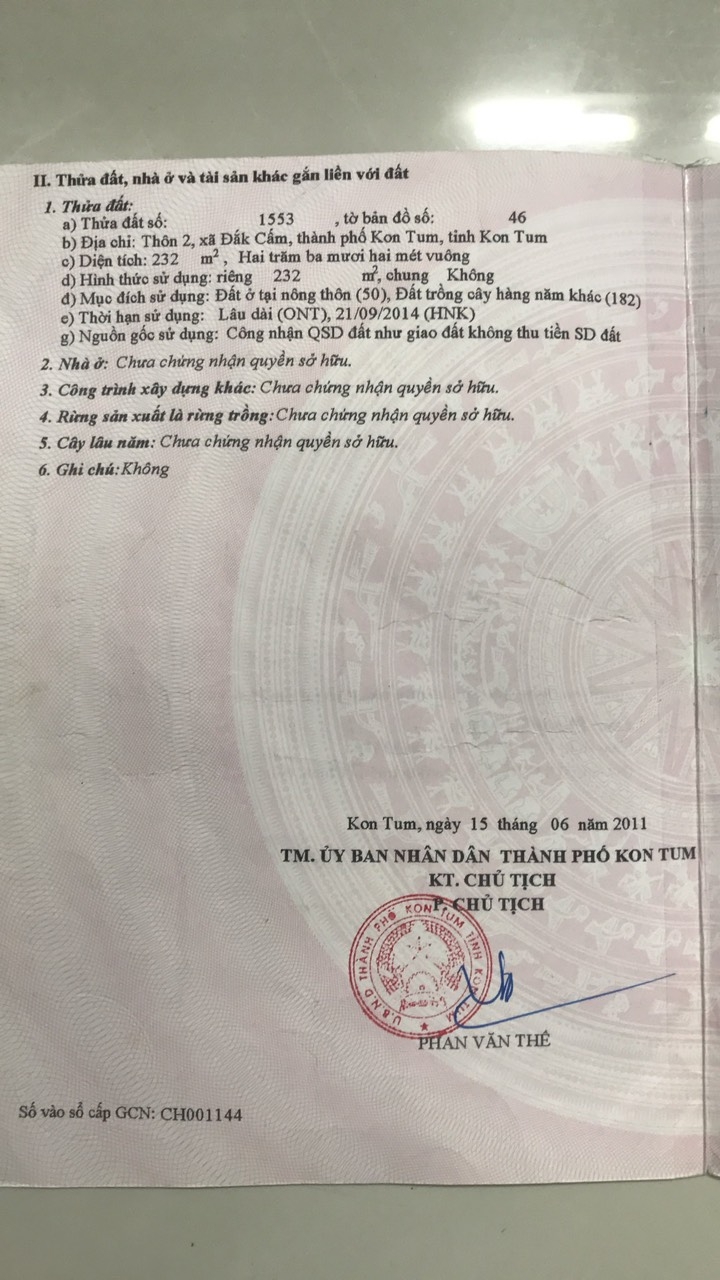 II. Thửa đất, nhà ở và tài sản khác gắn liền với đất
1. Thửa đất:
a) Thửa đất số: 1553 , tờ bản đồ số: 46
b) Địa chỉ: Thôn 2, xã Đắk Cấm, thành phố Kon Tum, tỉnh Kon Tum
c) Diện tích: 232 m², Hai trăm ba mươi hai mét vuông
d) Hình thức sử dụng: riêng 232 m², chung Không
đ) Mục đích sử dụng: Đất ở tại nông thôn (50), Đất trồng cây hàng năm khác (182)
e) Thời hạn sử dụng: Lâu dài (ONT), 21/09/2014 (HNK)
g) Nguồn gốc sử dụng: Công nhận QSD đất như giao đất không thu tiền SD đất
2. Nhà ở: Chưa chứng nhận quyền sở hữu.
3. Công trình xây dựng khác: Chưa chứng nhận quyền sở hữu.
4. Rừng sản xuất là rừng trồng: Chưa chứng nhận quyền sở hữu.
5. Cây lâu năm: Chưa chứng nhận quyền sở hữu.
6. Ghi chú: Không
Kon Tum, ngày 15 tháng 06 năm 2011
TM. ỦY BAN NHÂN DÂN THÀNH PHỐ KON TUM
KT. CHỦ TỊCH
P. CHỦ TỊCH
U.B.N.D THÀNH PHỐ KON TUM TỈNH KON TUM
PHAN VĂN THẾ
Số vào sổ cấp GCN: CH001144